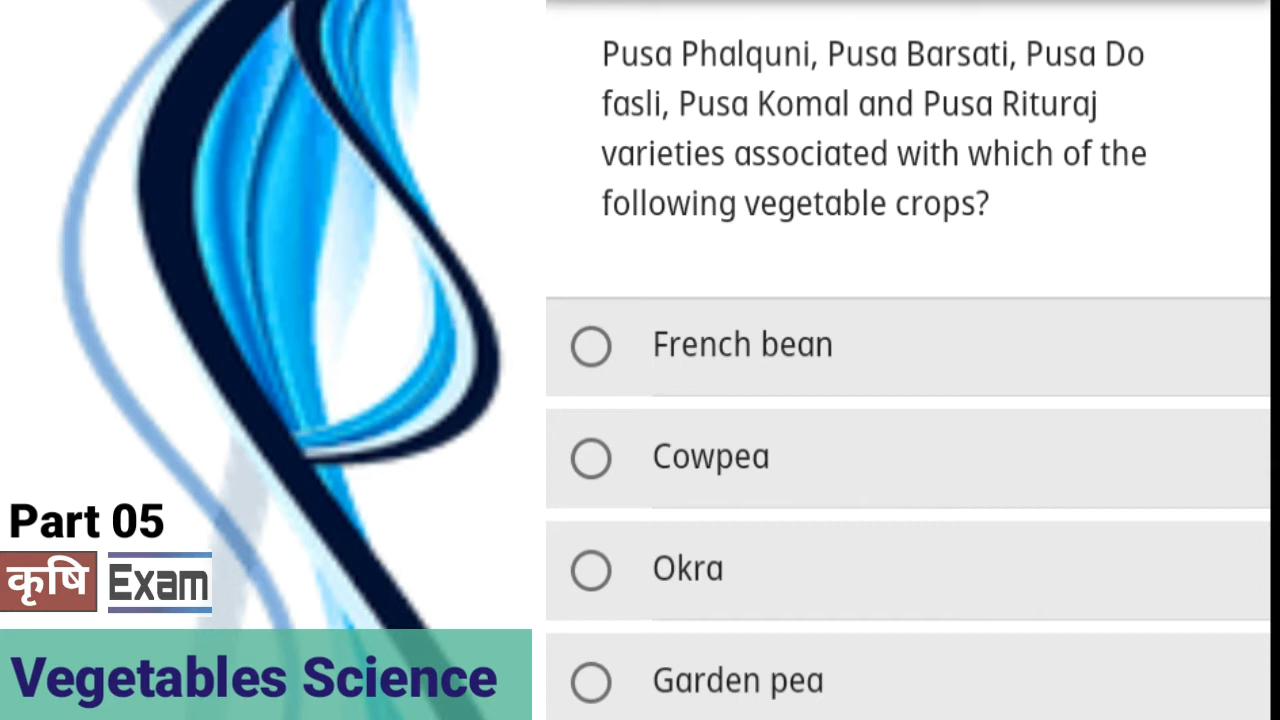 Pusa Phalquni, Pusa Barsati, Pusa Do
fasli, Pusa Komal and Pusa Rituraj
varieties associated with which of the
following vegetable crops?
French bean
Cowpea
Okra
Garden pea
Part 05
कृषि Exam
Vegetables Science